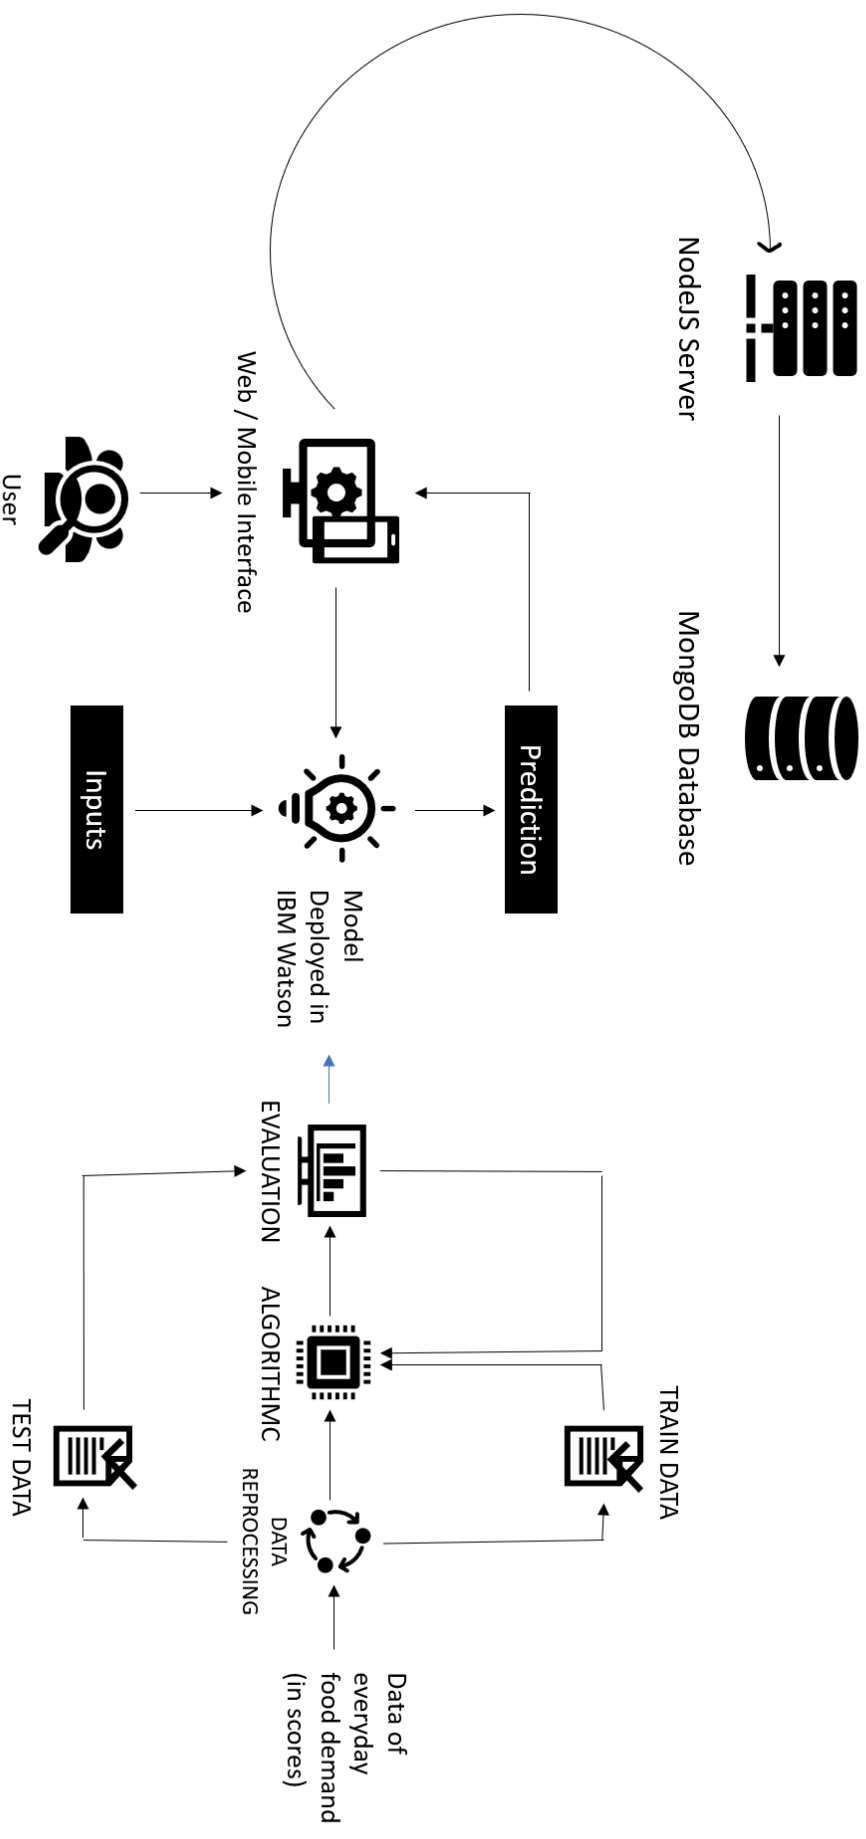 NodeJS Server
MongoDB Database
Web / Mobile Interface
User
Prediction
Inputs
Model
Deployed in
IBM Watson
EVALUATION
ALGORITHMC
TRAIN DATA
TEST DATA
DATA
REPROCESSING
Data of
everyday
food demand
(in scores)